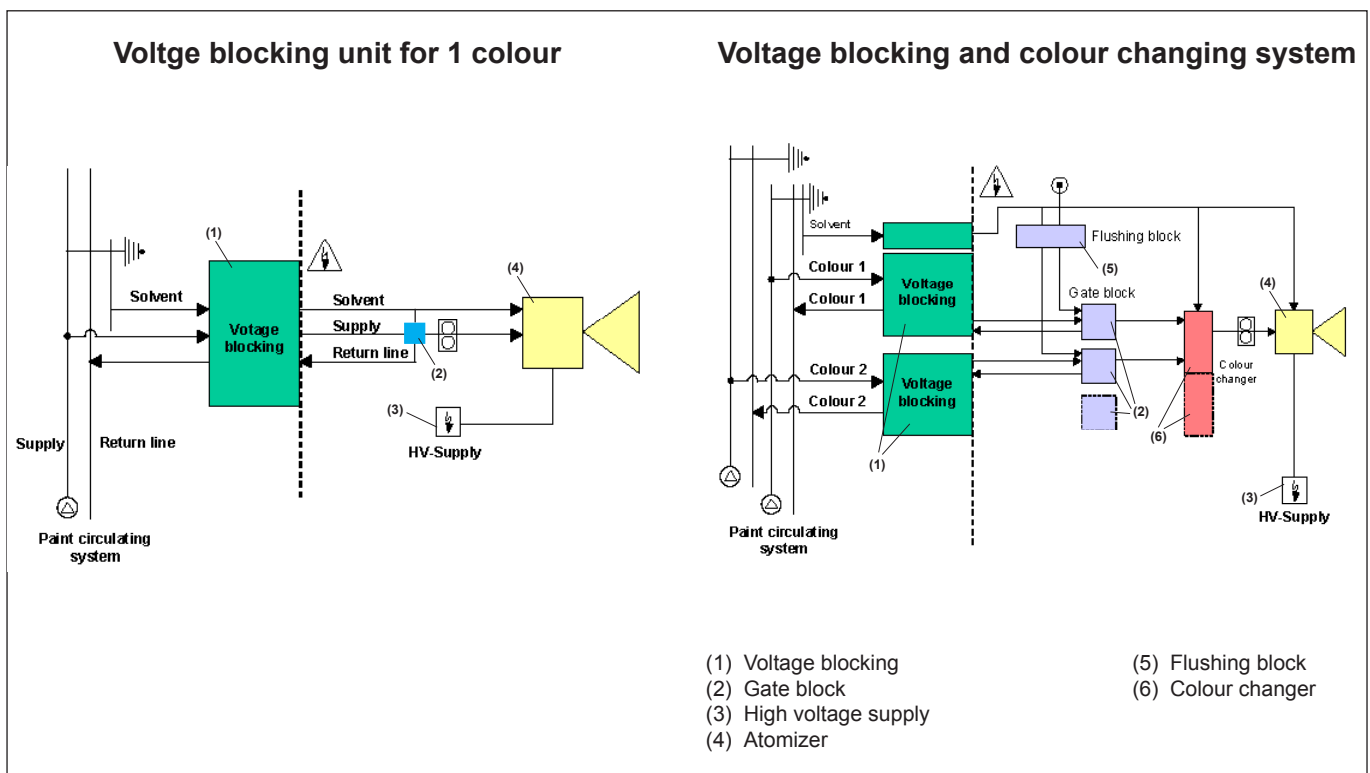 Voltge blocking unit for 1 colour
(1)
Solvent
Votage
blocking
Solvent
Supply
Return line
(2)
(4)
(3)
HV-Supply
Supply
Return line
Paint circulating
system
Voltage blocking and colour changing system
Solvent
Colour 1
Colour 1
Voltage
blocking
Colour 2
Colour 2
Voltage
blocking
(1)
Flushing block
(5)
Gate block
(2)
Colour
changer
(6)
(4)
(3)
HV-Supply
Paint circulating
system
(1) Voltage blocking
(2) Gate block
(3) High voltage supply
(4) Atomizer
(5) Flushing block
(6) Colour changer